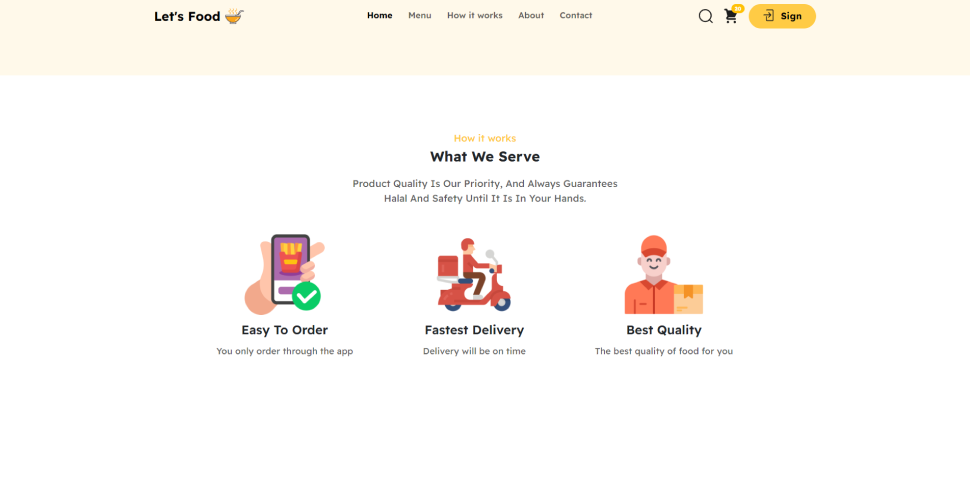 Let's Food
Home Menu How it works About Contact
Sign
How it works
What We Serve
Product Quality Is Our Priority, And Always Guarantees
Halal And Safety Until It Is In Your Hands.
Easy To Order
Fastest Delivery
Best Quality
You only order through the app
Delivery will be on time
The best quality of food for you